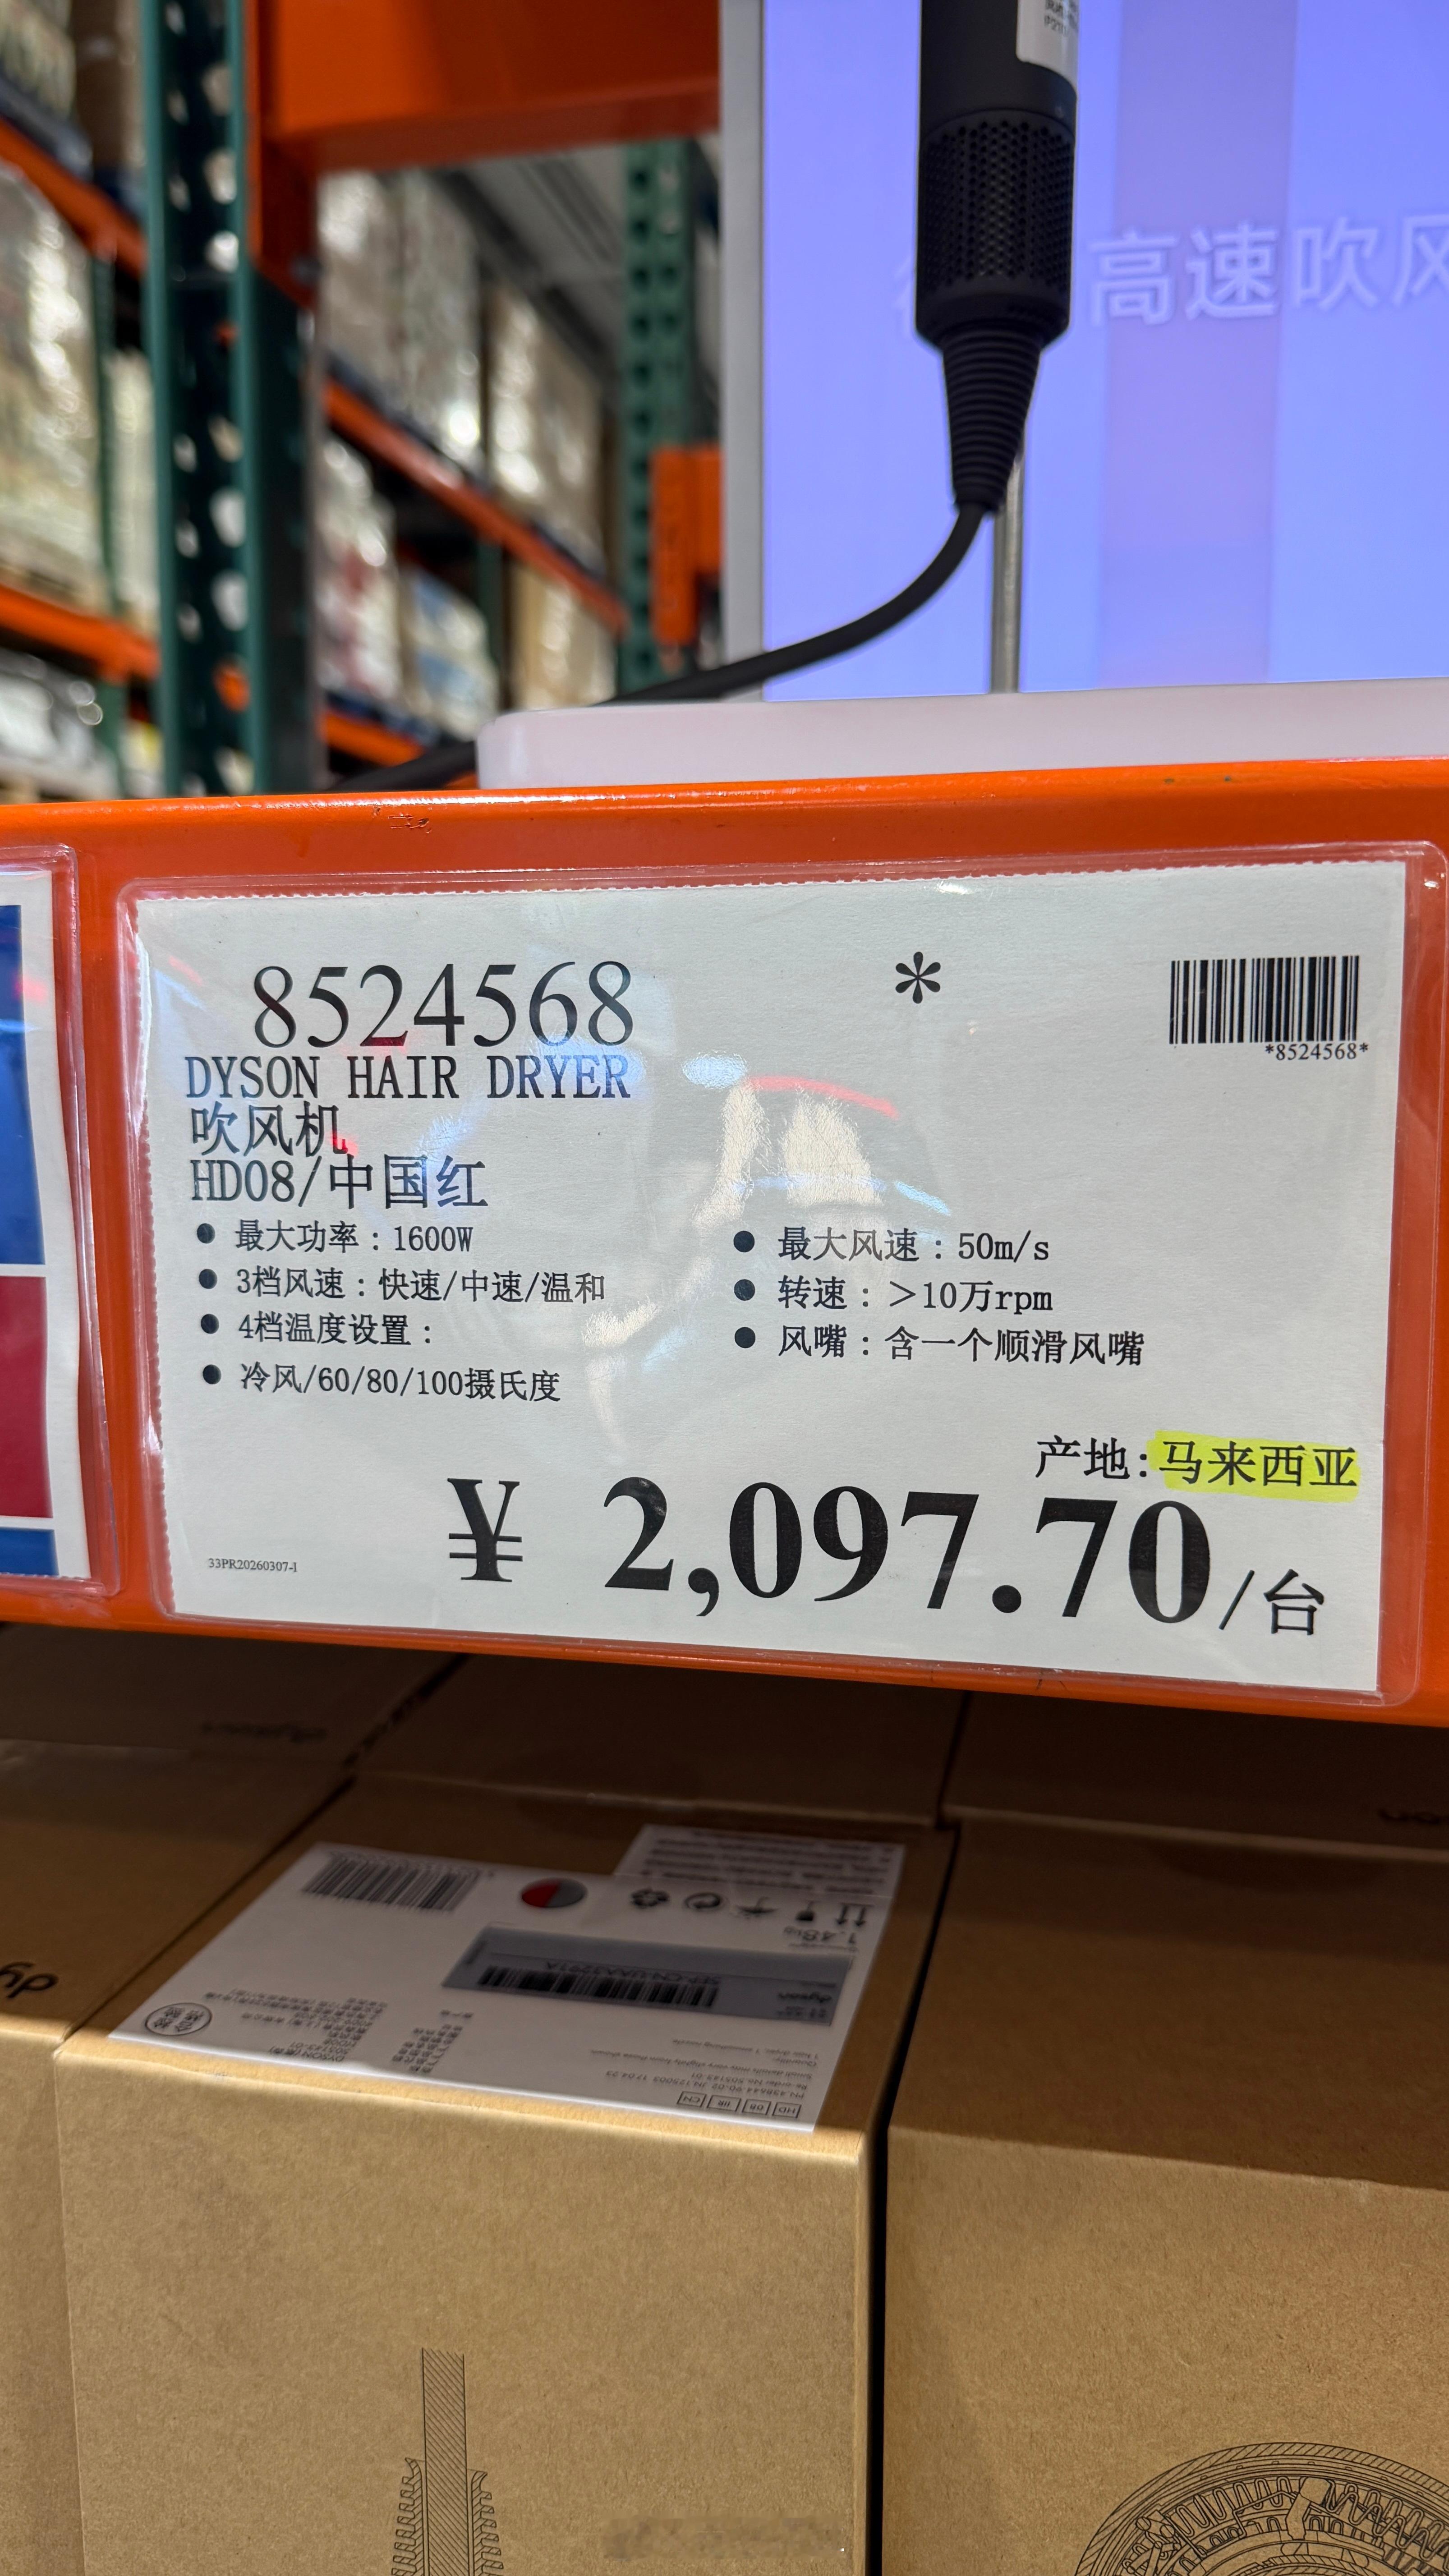 高速吹风
8524568
*
*8524568*
DYSON HAIR DRYER
吹风机
HD08/中国红
● 最大功率：1600W
● 3档风速：快速/中速/温和
● 4档温度设置：
● 冷风/60/80/100摄氏度
● 最大风速：50m/s
● 转速：＞10万rpm
● 风嘴：含一个顺滑风嘴
产地:马来西亚
33PR20260307-I
¥ 2,097.70/台
dyson
1.48kg